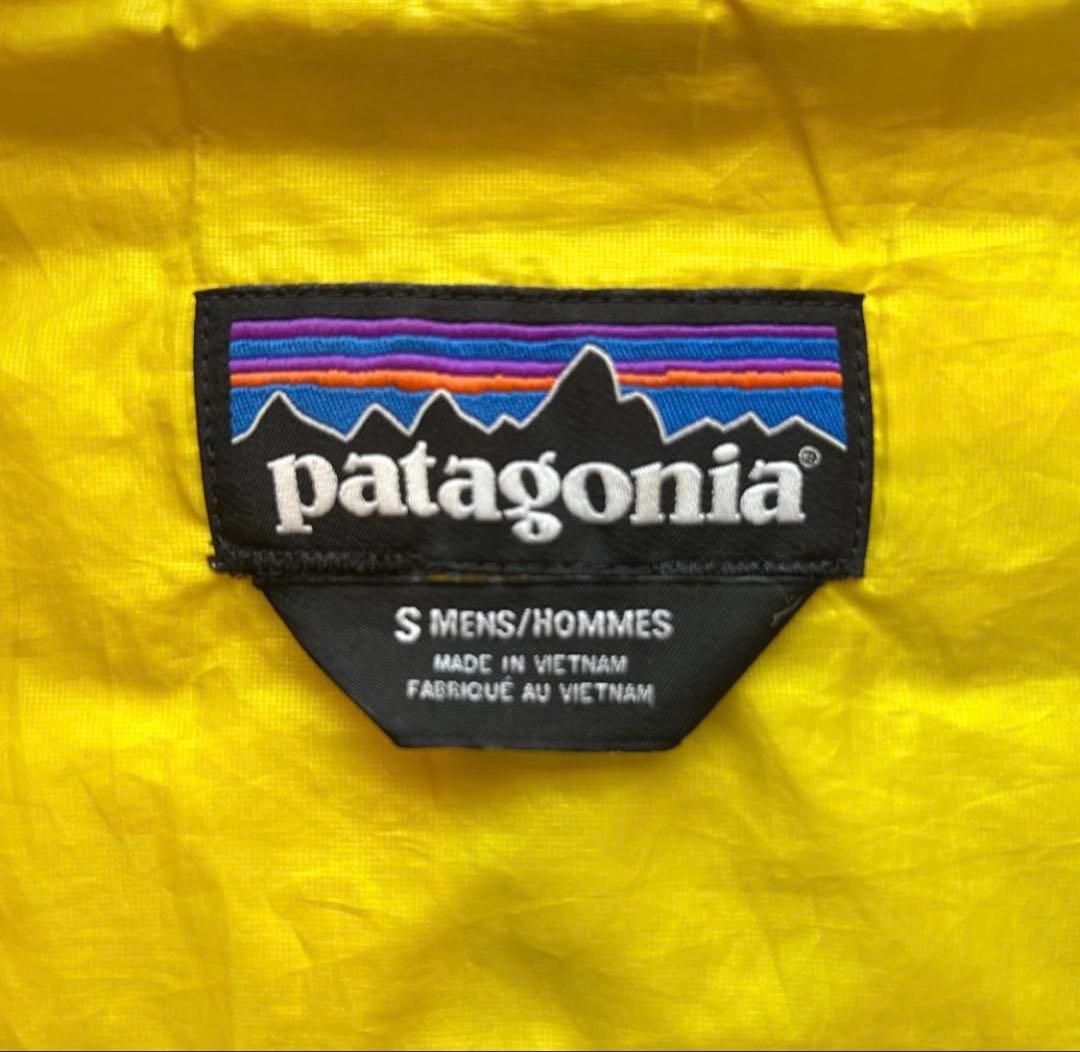 patagonia®
S MENS/HOMMES
MADE IN VIETNAM
FABRIQUÉ AU VIETNAM